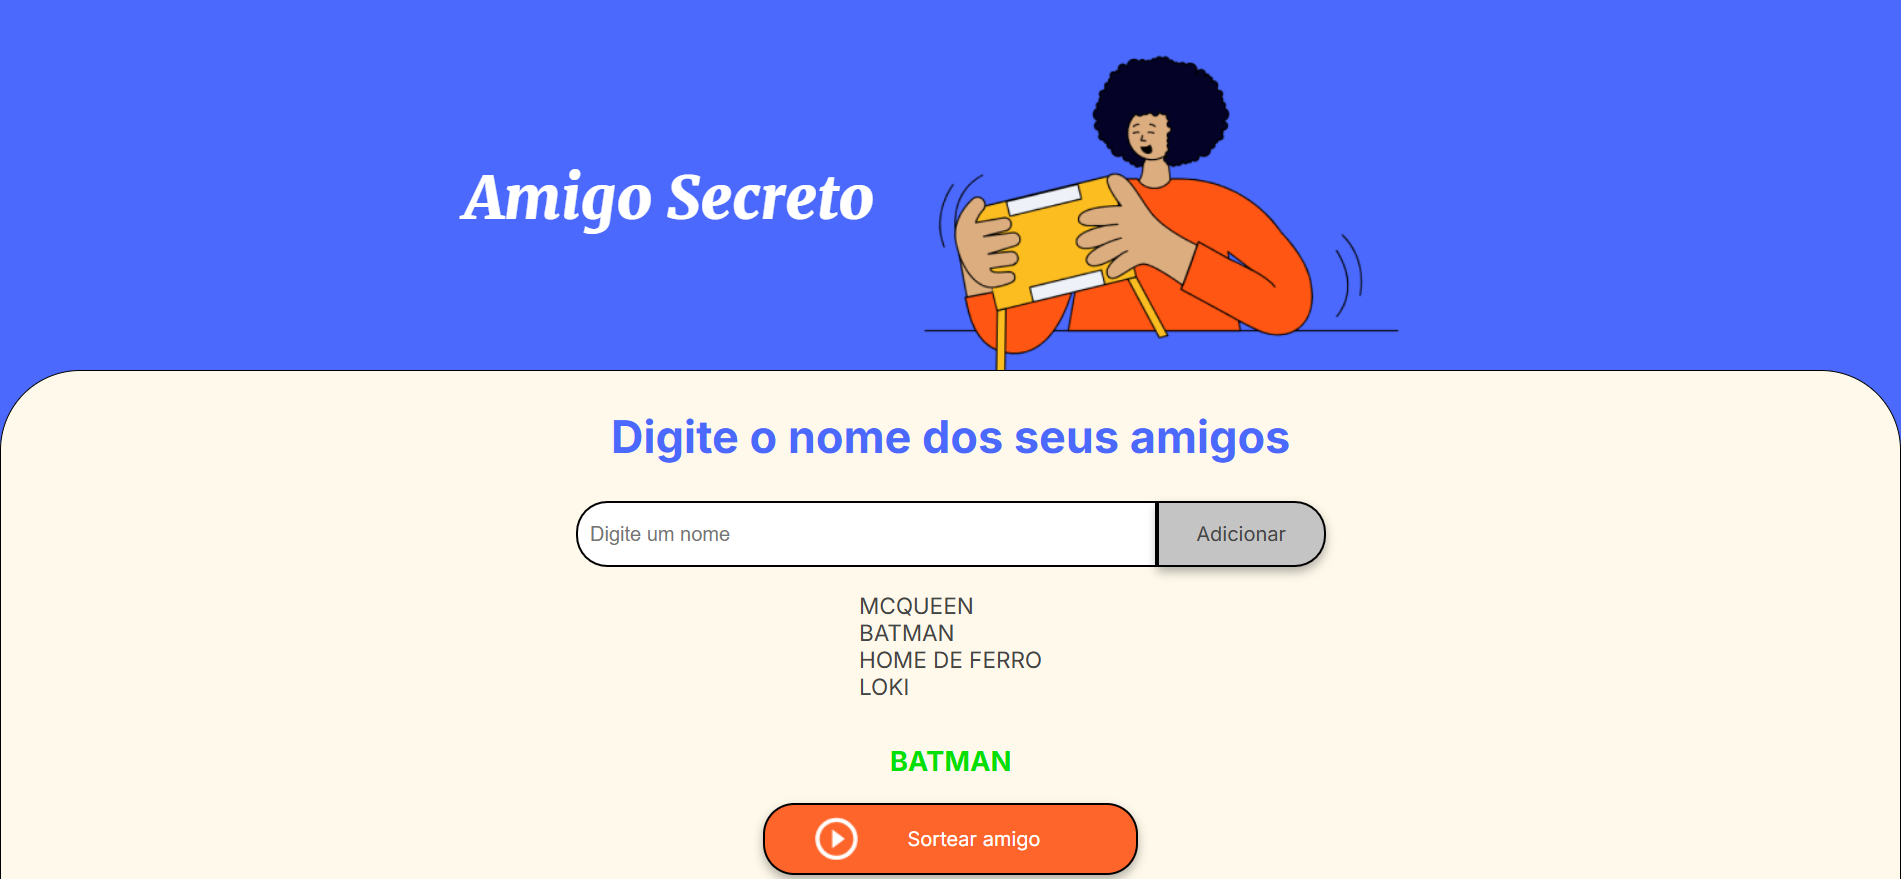 Amigo Secreto
Digite o nome dos seus amigos
Digite um nome
Adicionar
MCQUEEN
BATMAN
HOME DE FERRO
LOKI
BATMAN
Sortear amigo